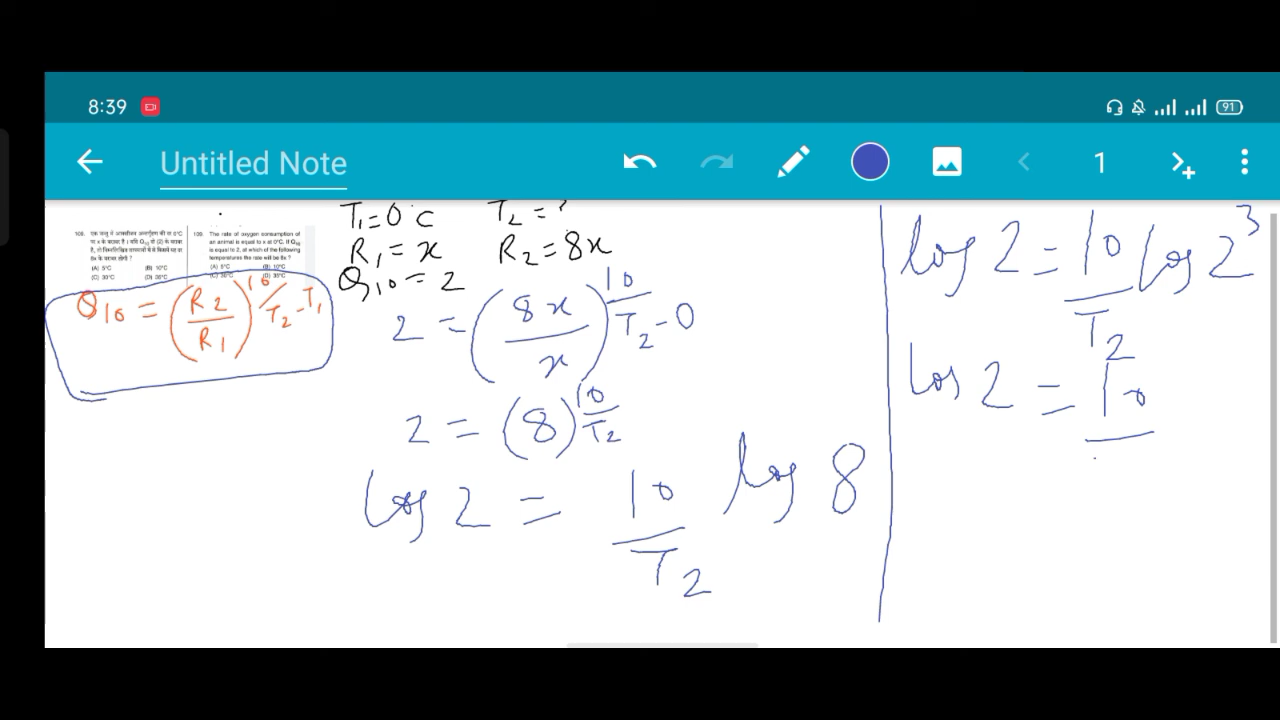 8:39
91
Untitled Note
1
109. The rate of oxygen consumption of
an animal is equal to x at 0°C. If Q10
is equal to 2, at which of the following
temperatures the rate will be 8x ?
(A) 5°C (B) 10°C
(C) 30°C (D) 35°C
T₁ = 0°C T₂ = ?
R₁ = x R₂ = 8x
Q₁₀ = 2
Q₁₀ = (R₂/R₁)^10/T₂-T₁
2 = (8x/x)^10/T₂-0
2 = (8)^10/T₂
log 2 = 10/T₂ log 8
log 2 = 10/T₂ log 2³
log 2 = 10